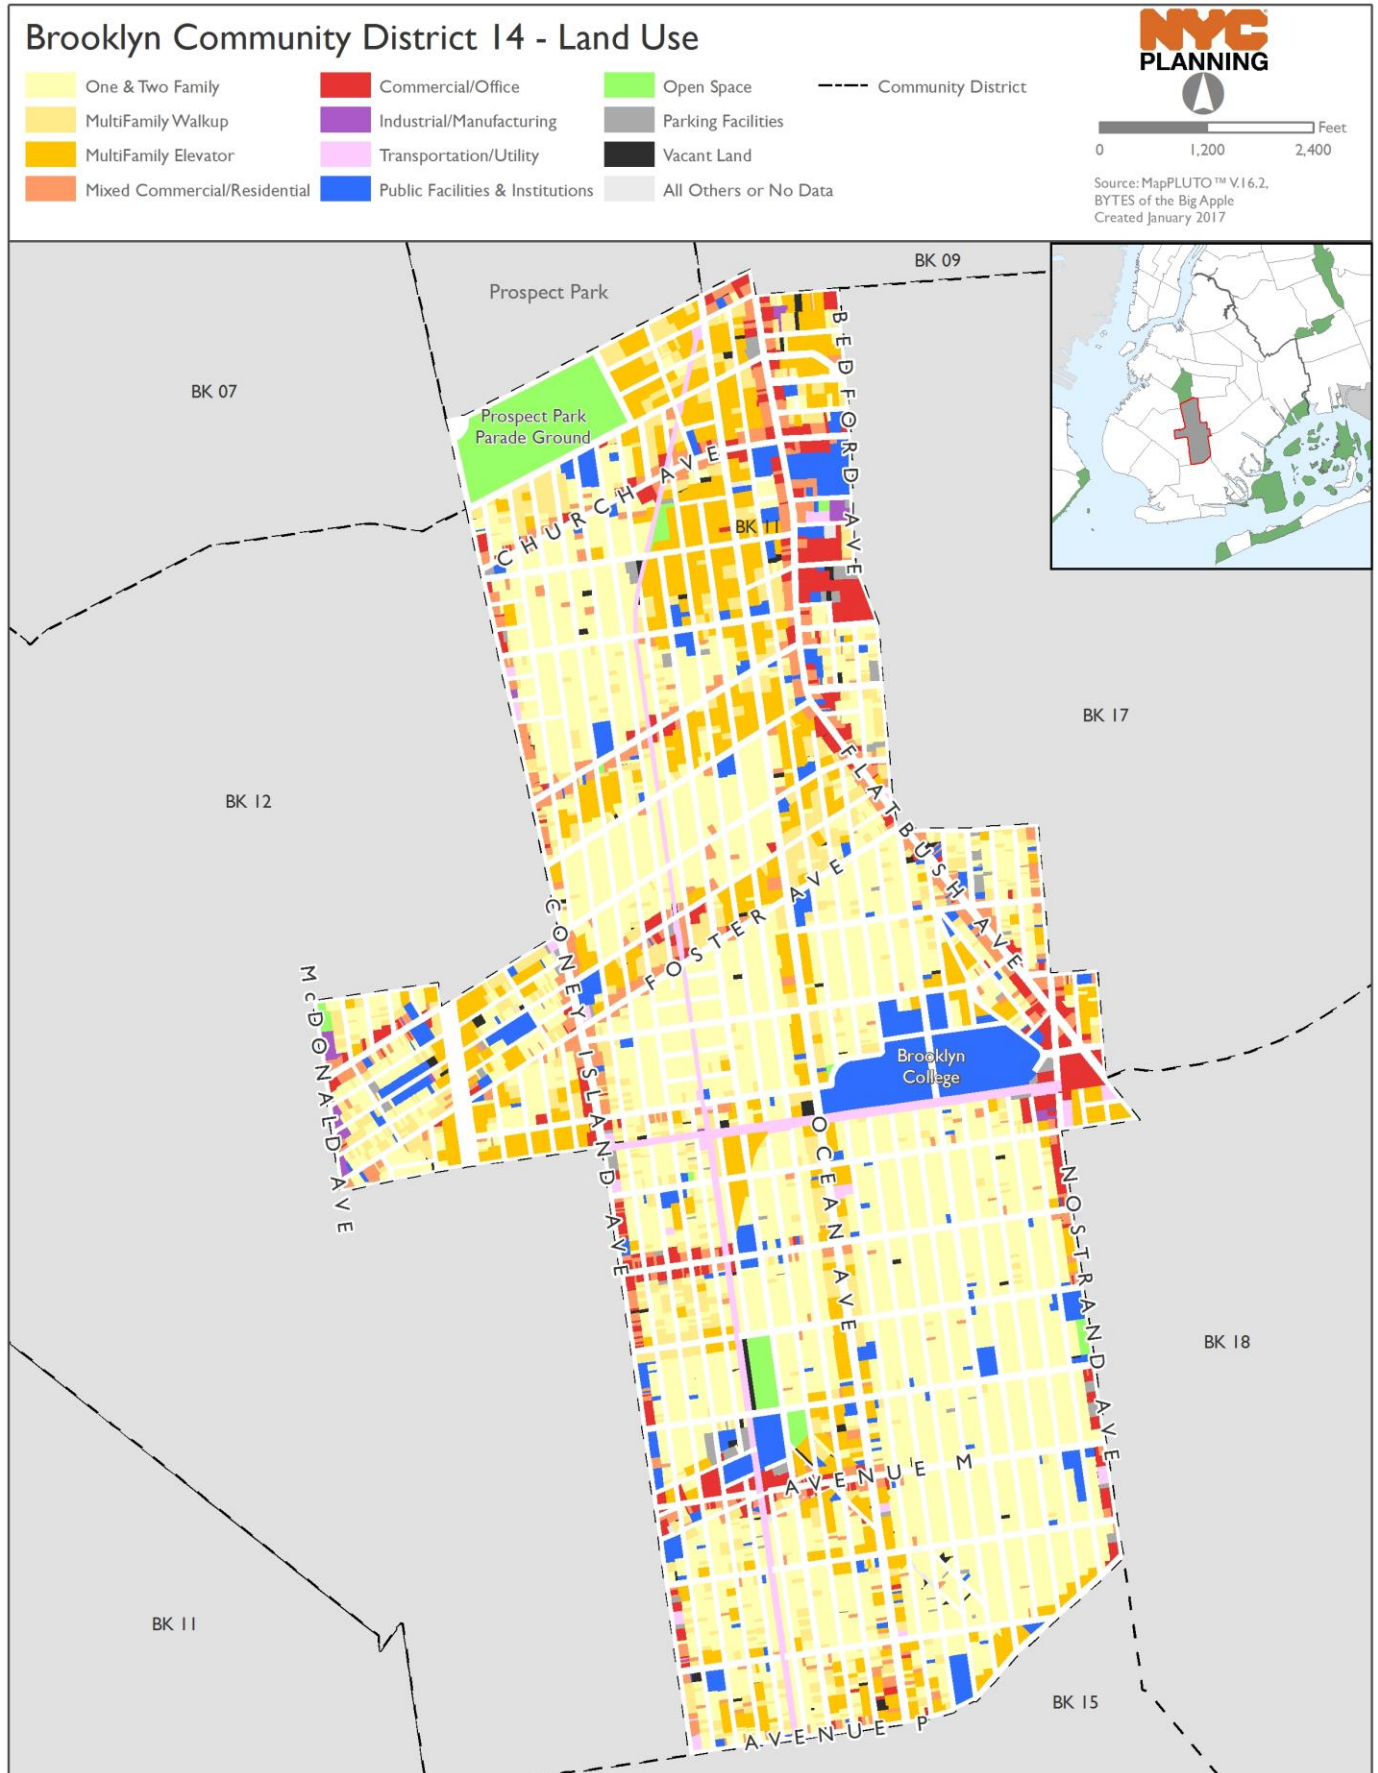 Brooklyn Community District 14 - Land Use
One & Two Family
MultiFamily Walkup
MultiFamily Elevator
Mixed Commercial/Residential
Commercial/Office
Industrial/Manufacturing
Transportation/Utility
Public Facilities & Institutions
Open Space
Parking Facilities
Vacant Land
All Others or No Data
Community District
NYC
PLANNING
Feet
0 1,200 2,400
Source: MapPLUTO™ V.16.2,
BYTES of the Big Apple
Created January 2017
BK 09
Prospect Park
BK 07
Prospect Park
Parade Ground
BEDFORD AVE
CHURCH AVE
BK 11
BK 17
BK 12
FLATBUSH AVE
FOSTER AVE
CONEY ISLAND AVE
McDONALD AVE
Brooklyn
College
OCEAN AVE
NOSTRAND AVE
BK 18
AVENUE M
BK 11
BK 15
AVENUE P